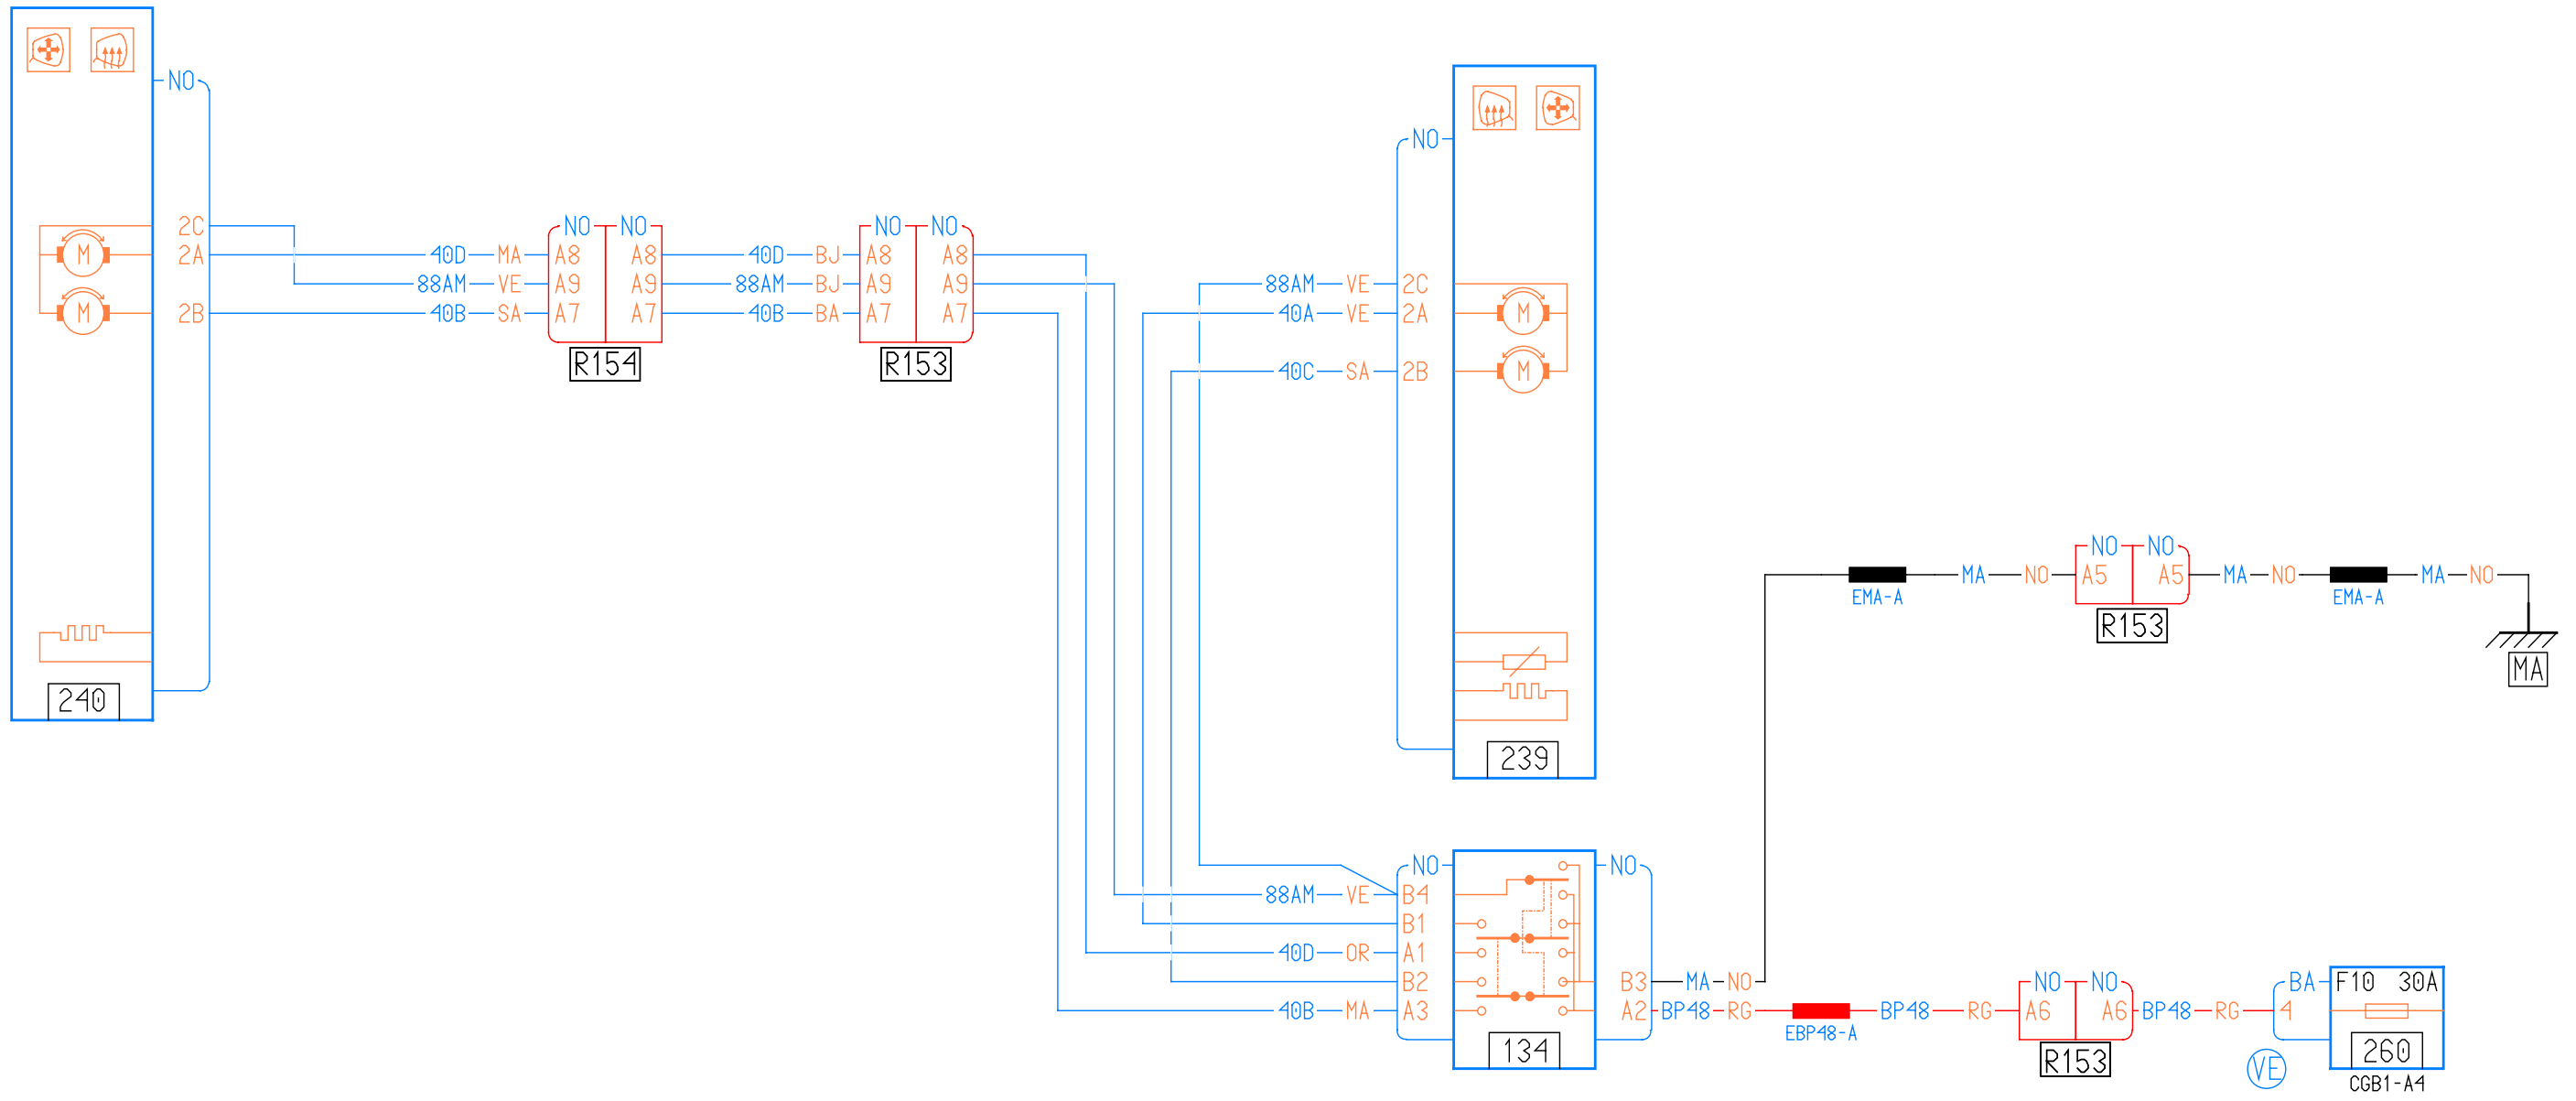 NO
2C
2A
2B
M
M
240
40D MA
88AM VE
40B SA
NO NO
A8 A8
A9 A9
A7 A7
R154
40D BJ
88AM BJ
40B BA
NO NO
A8 A8
A9 A9
A7 A7
R153
NO
88AM VE 2C
40A VE 2A
40C SA 2B
M
M
239
NO NO
88AM VE B4
B1
40D OR A1
B2
40B MA A3
134
B3 MA NO
A2 BP48 RG
EMA-A
MA NO
NO NO
A5 A5
R153
MA NO
EMA-A
MA NO
MA
EBP48-A
BP48 RG
NO NO
A6 A6
R153
BP48 RG
4
BA
VE
F10 30A
260
CGB1-A4